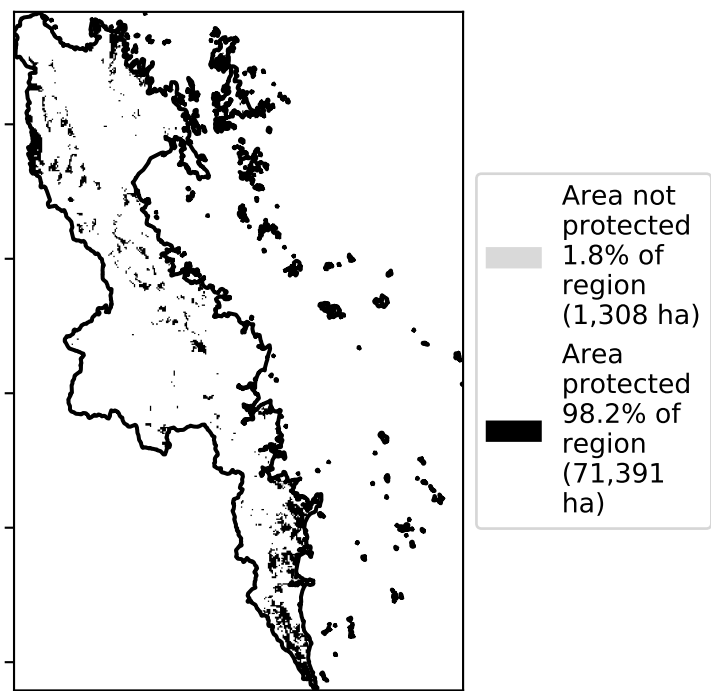 Area not
protected
1.8% of
region
(1,308 ha)
Area
protected
98.2% of
region
(71,391
ha)